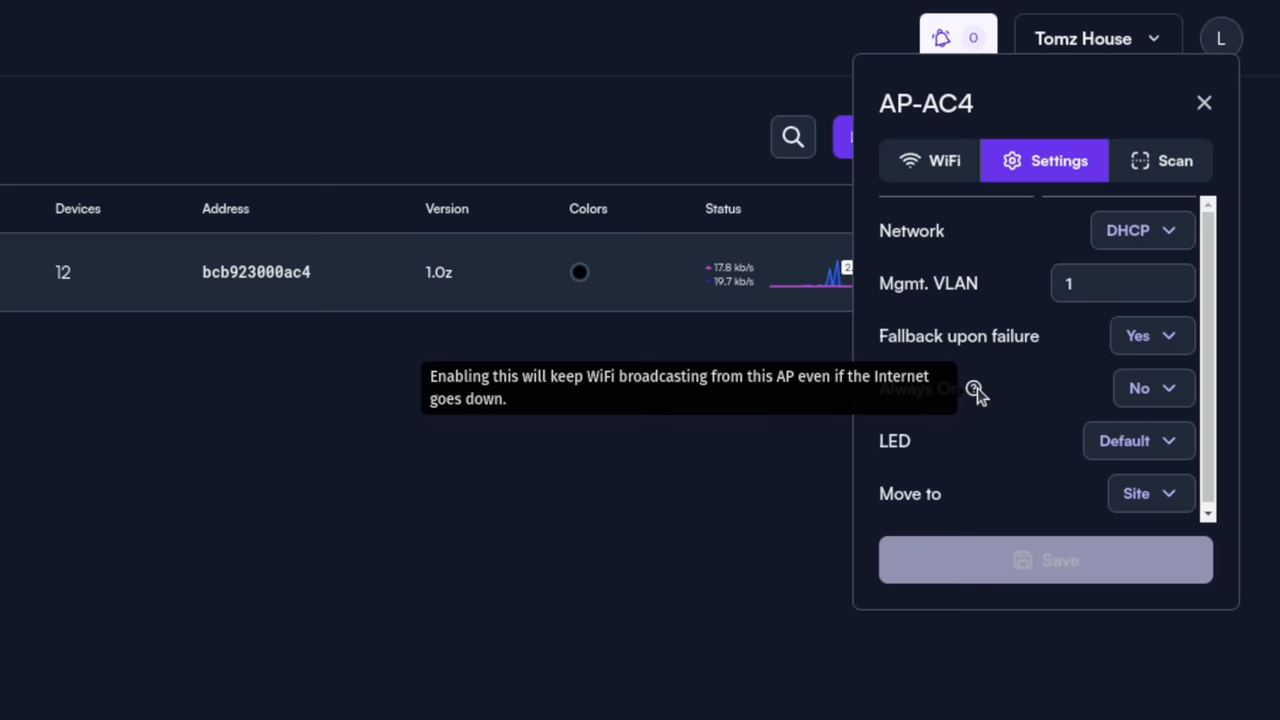 0
Tomz House
L
AP-AC4
WiFi
Settings
Scan
Devices
Address
Version
Colors
Status
12
bcb923000ac4
1.0z
17.8 kb/s
19.7 kb/s
2.
Network
DHCP
Mgmt. VLAN
1
Fallback upon failure
Yes
Enabling this will keep WiFi broadcasting from this AP even if the Internet
goes down.
Always On
No
LED
Default
Move to
Site
Save